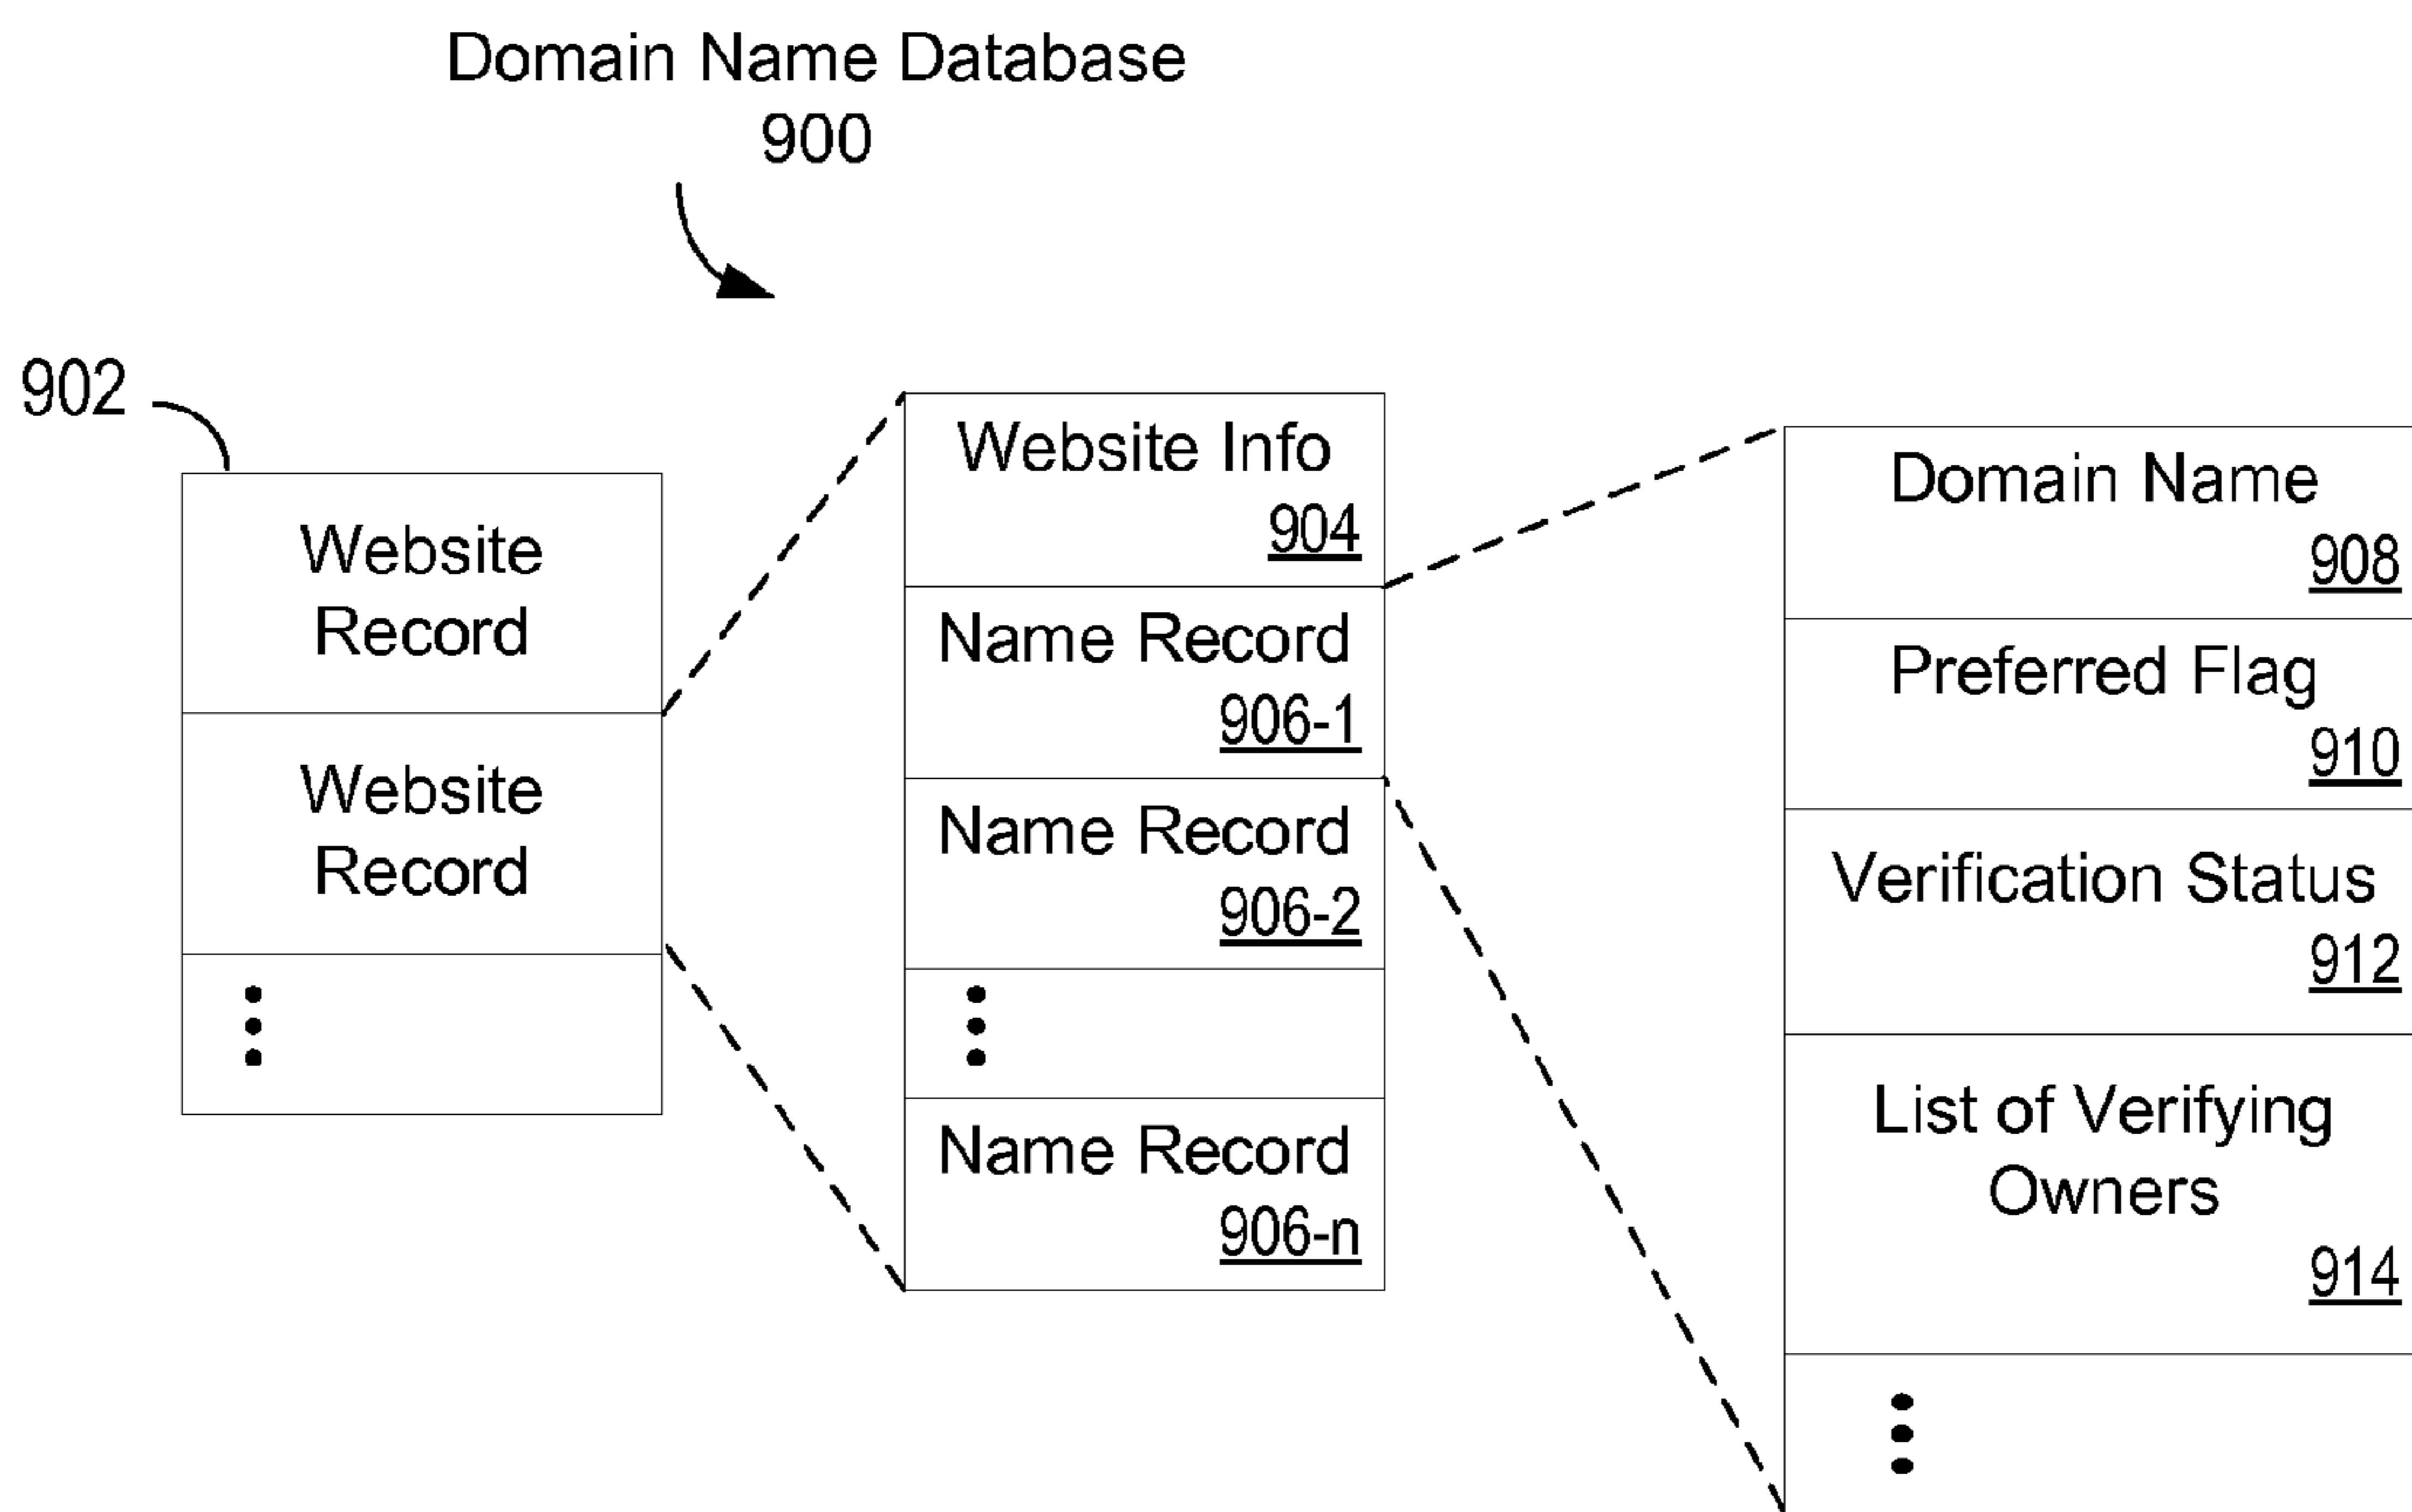 Domain Name Database
900
902
Website
Record
Website
Record
Website Info
904
Name Record
906-1
Name Record
906-2
Name Record
906-n
Domain Name
908
Preferred Flag
910
Verification Status
912
List of Verifying
Owners
914